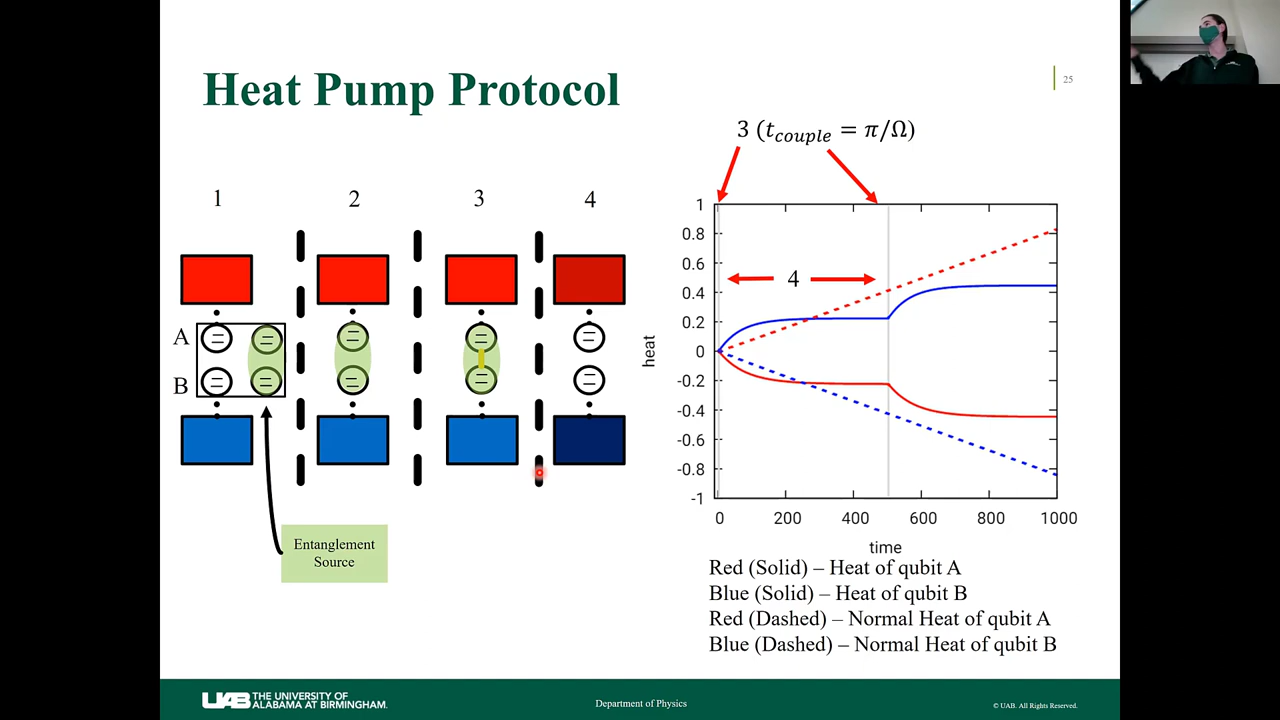 Heat Pump Protocol
25
1 2 3 4
A
B
Entanglement
Source
3 (t_couple = π/Ω)
4
heat
1
0.8
0.6
0.4
0.2
0
-0.2
-0.4
-0.6
-0.8
-1
0 200 400 600 800 1000
time
Red (Solid) – Heat of qubit A
Blue (Solid) – Heat of qubit B
Red (Dashed) – Normal Heat of qubit A
Blue (Dashed) – Normal Heat of qubit B
UAB THE UNIVERSITY OF
ALABAMA AT BIRMINGHAM.
Department of Physics
© UAB. All Rights Reserved.